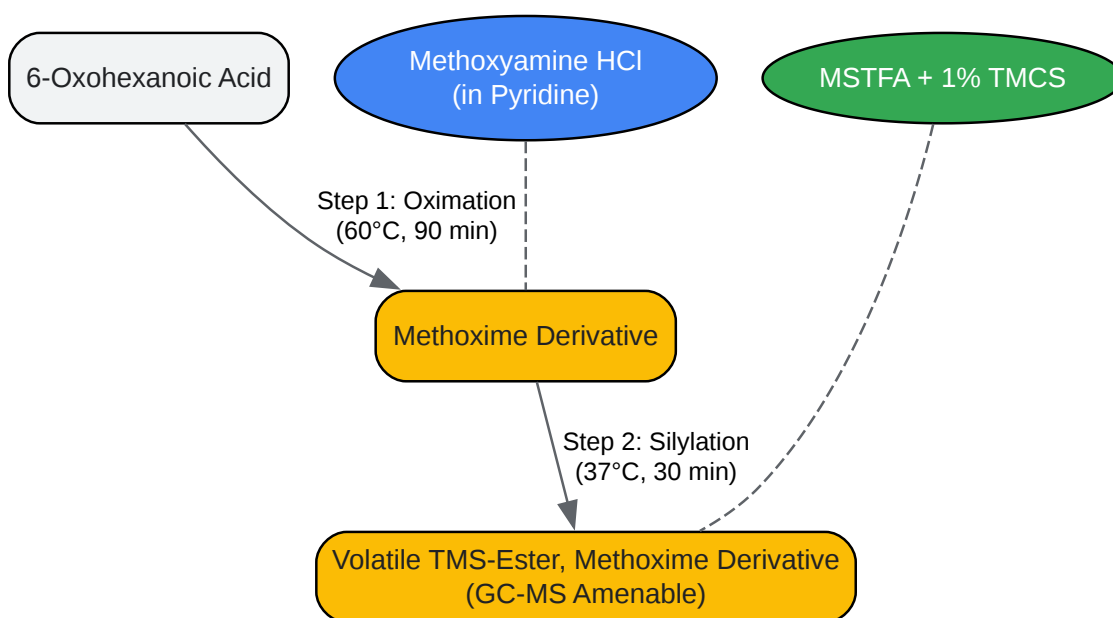 6-Oxohexanoic Acid
Methoxyamine HCl
(in Pyridine)
MSTFA + 1% TMCS
Step 1: Oximation
(60°C, 90 min)
Methoxime Derivative
Step 2: Silylation
(37°C, 30 min)
Volatile TMS-Ester, Methoxime Derivative
(GC-MS Amenable)